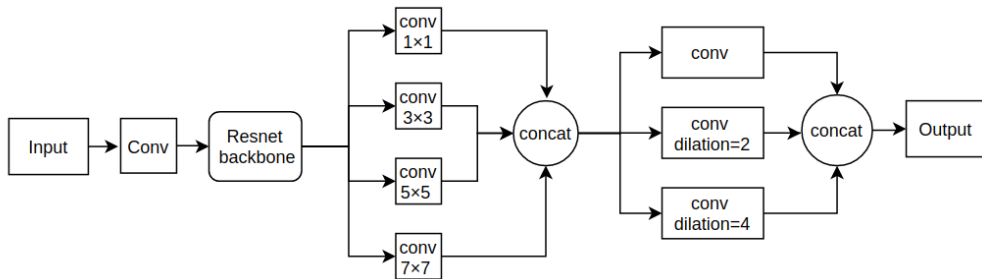 Input
Conv
Resnet
backbone
conv
1×1
conv
3×3
conv
5×5
conv
7×7
concat
conv
conv
dilation=2
conv
dilation=4
concat
Output